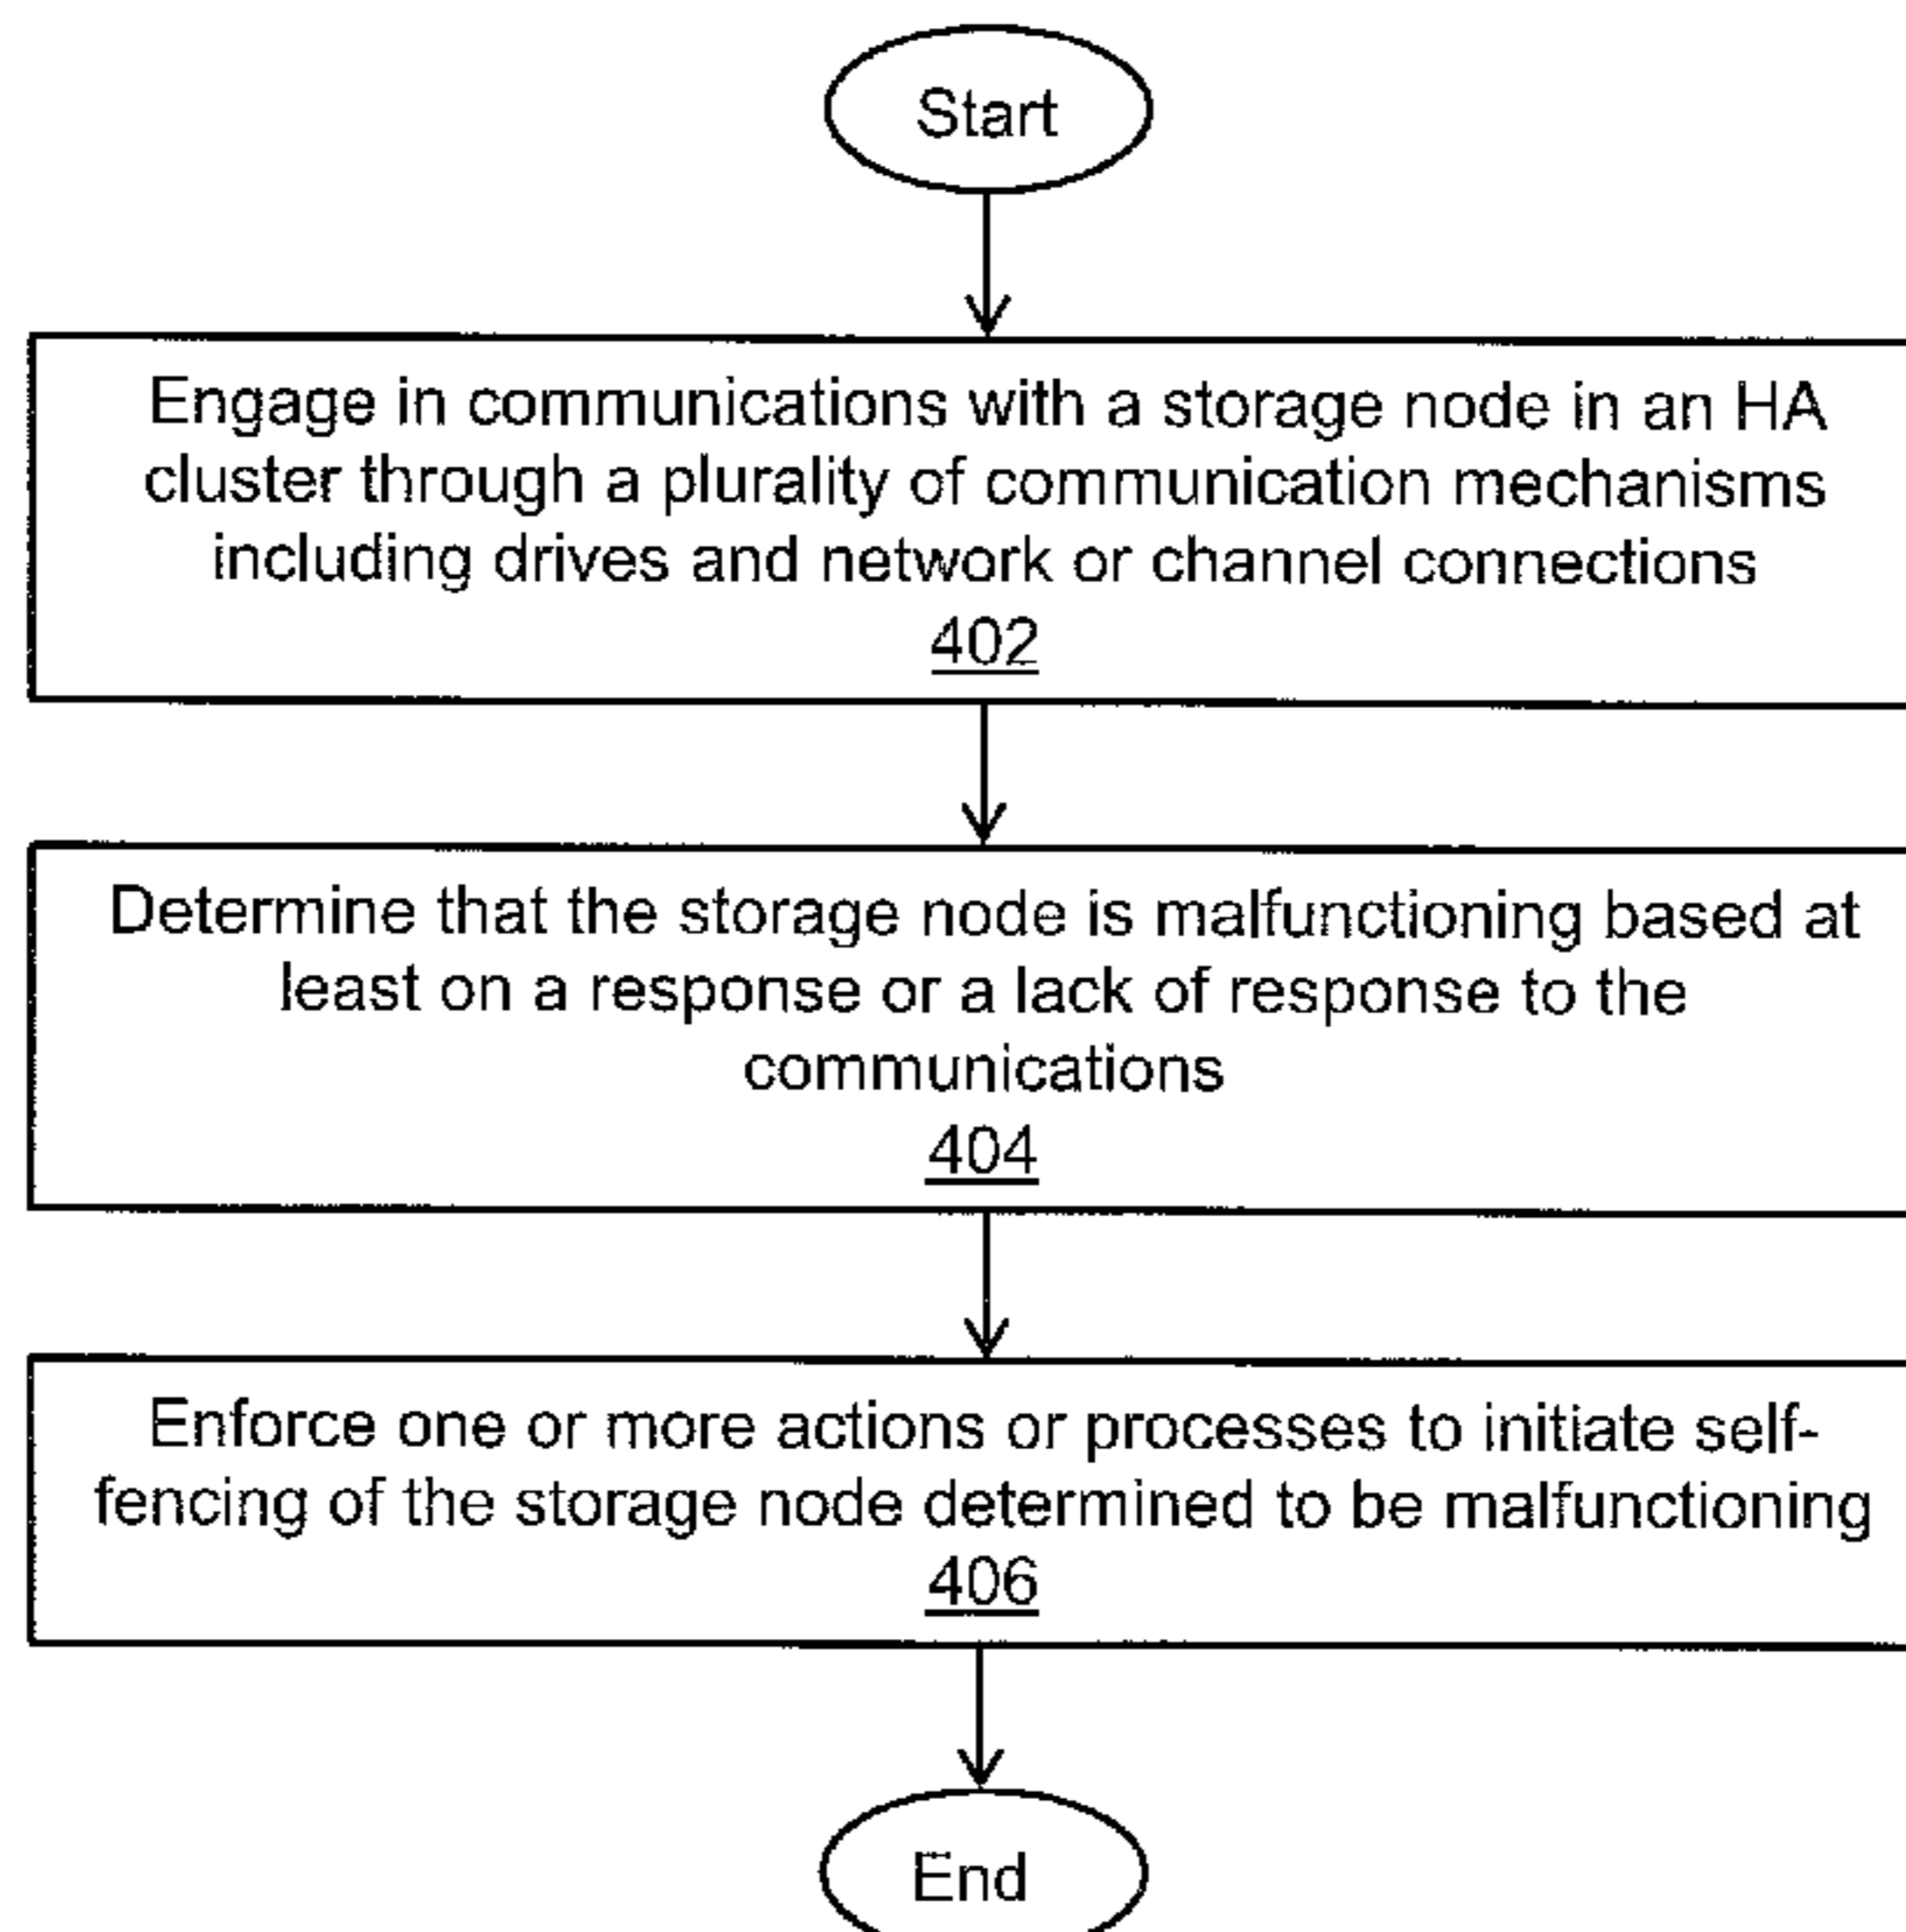 Start
Engage in communications with a storage node in an HA
cluster through a plurality of communication mechanisms
including drives and network or channel connections
402
Determine that the storage node is malfunctioning based at
least on a response or a lack of response to the
communications
404
Enforce one or more actions or processes to initiate self-
fencing of the storage node determined to be malfunctioning
406
End